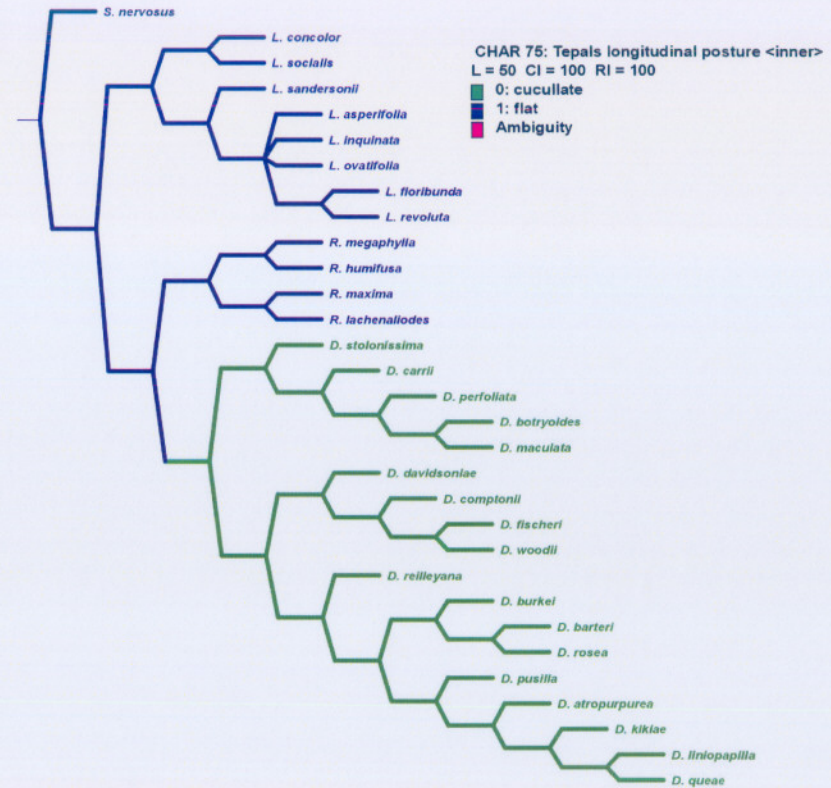 S. nervosus
L. concolor
L. socialis
L. sandersonii
L. asperifolia
L. inquinata
L. ovatifolia
L. floribunda
L. revoluta
R. megaphylla
R. humifusa
R. maxima
R. lachenaliodes
D. stolonissima
D. carrii
D. perfoliata
D. botryoides
D. maculata
D. davidsoniae
D. comptonii
D. fischeri
D. woodii
D. reilleyana
D. burkei
D. barteri
D. rosea
D. pusilla
D. atropurpurea
D. kikiae
D. liniopapilla
D. queae
CHAR 75: Tepals longitudinal posture <inner>
L = 50 CI = 100 RI = 100
0: cucullate
1: flat
Ambiguity